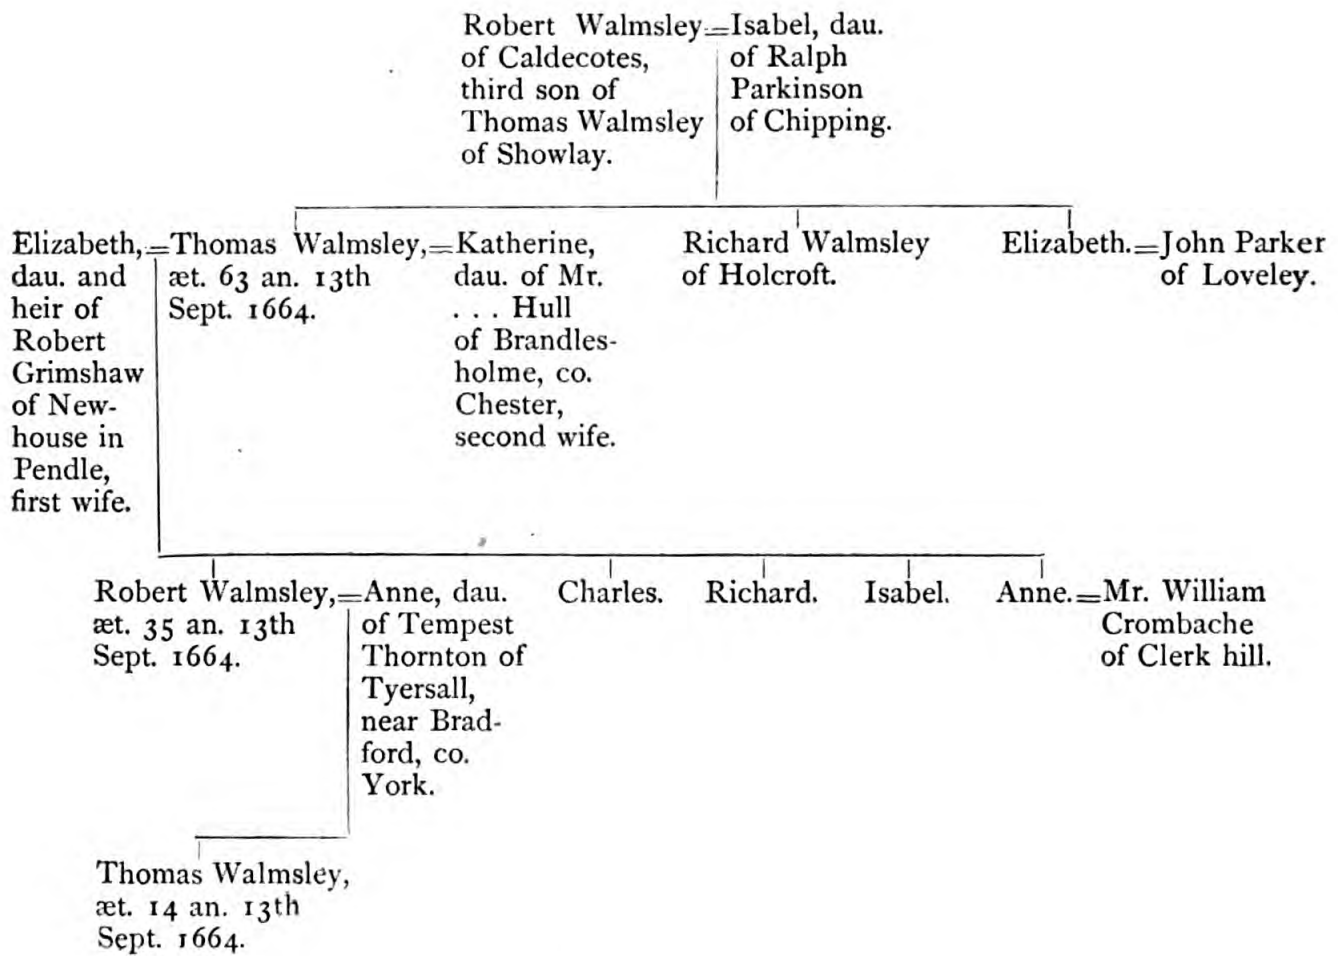 Robert Walmsley=Isabel, dau.
of Caldecotes,
third son of
Thomas Walmsley
of Showlay.
of Ralph
Parkinson
of Chipping.
Elizabeth,=Thomas Walmsley,=Katherine,
dau. and
heir of
Robert
Grimshaw
of New-
house in
Pendle,
first wife.
æt. 63 an. 13th
Sept. 1664.
dau. of Mr.
. . . Hull
of Brandles-
holme, co.
Chester,
second wife.
Richard Walmsley
of Holcroft.
Elizabeth.=John Parker
of Loveley.
Robert Walmsley,=Anne, dau.
æt. 35 an. 13th
Sept. 1664.
of Tempest
Thornton of
Tyersall,
near Brad-
ford, co.
York.
Charles.
Richard.
Isabel.
Anne.=Mr. William
Crombache
of Clerk hill.
Thomas Walmsley,
æt. 14 an. 13th
Sept. 1664.